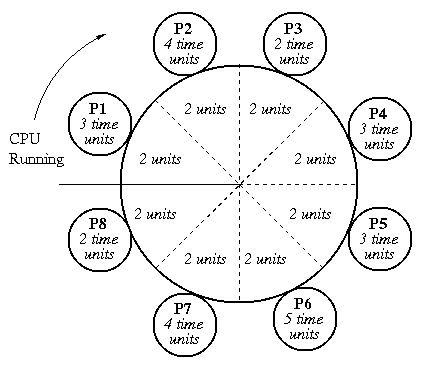 P2
4 time
units
P3
2 time
units
P1
3 time
units
P4
3 time
units
CPU
Running
2 units
2 units
2 units
2 units
2 units
2 units
2 units
2 units
P8
2 time
units
P5
3 time
units
P7
4 time
units
P6
5 time
units